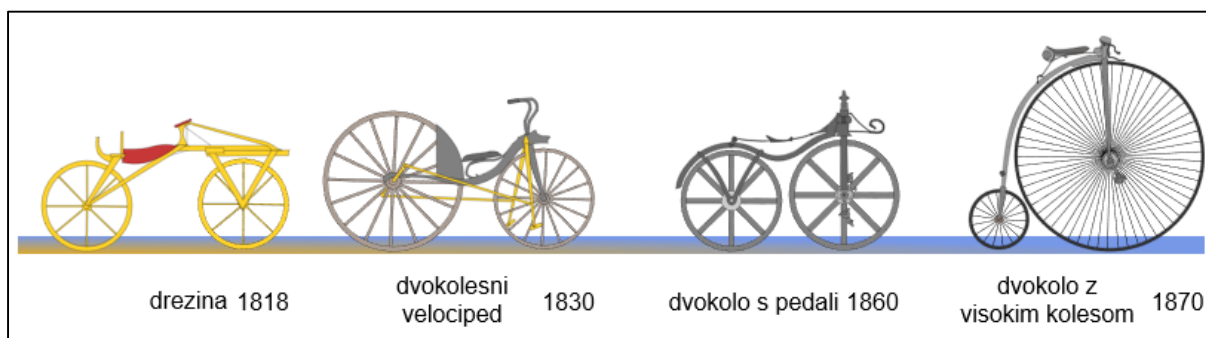 drezina 1818
dvokolesni
velociped 1830
dvokolo s pedali 1860
dvokolo z
visokim kolesom 1870